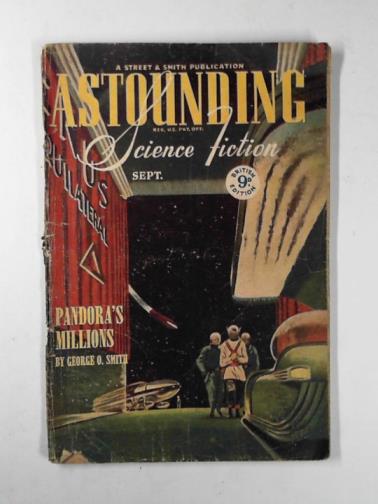 A STREET & SMITH PUBLICATION
ASTOUNDING
REG. U.S. PAT. OFF.
Science fiction
SEPT.
BRITISH
9D
EDITION
PANDORA'S
MILLIONS
BY GEORGE O. SMITH